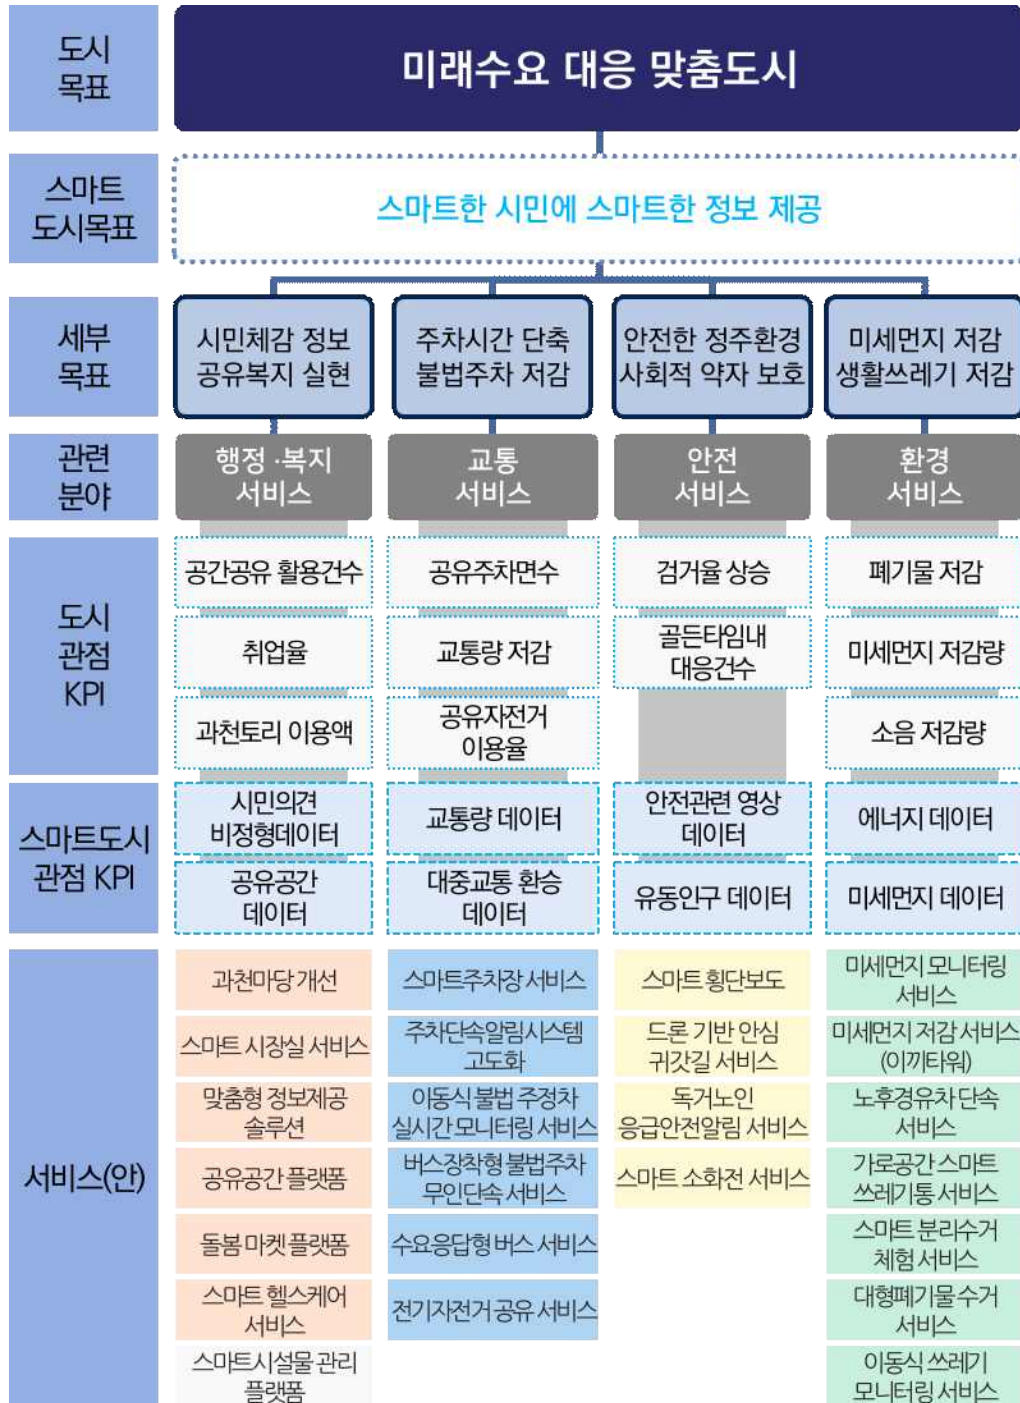 도시
목표
미래수요 대응 맞춤도시
스마트
도시목표
스마트한 시민에 스마트한 정보 제공
세부
목표
시민체감 정보
공유복지 실현
주차시간 단축
불법주차 저감
안전한 정주환경
사회적 약자 보호
미세먼지 저감
생활쓰레기 저감
관련
분야
행정·복지
서비스
교통
서비스
안전
서비스
환경
서비스
도시
관점
KPI
공간공유 활용건수
공유주차면수
검거율 상승
폐기물 저감
취업율
교통량 저감
골든타임내
대응건수
미세먼지 저감량
과천토리 이용액
공유자전거
이용율
소음 저감량
스마트도시
관점 KPI
시민의견
비정형데이터
교통량 데이터
안전관련 영상
데이터
에너지 데이터
공유공간
데이터
대중교통 환승
데이터
유동인구 데이터
미세먼지 데이터
서비스(안)
과천마당 개선
스마트주차장 서비스
스마트 횡단보도
미세먼지 모니터링
서비스
스마트 시장실 서비스
주차단속알림시스템
고도화
드론 기반 안심
귀갓길 서비스
미세먼지 저감 서비스
(이끼타워)
맞춤형 정보제공
솔루션
이동식 불법 주정차
실시간 모니터링 서비스
독거노인
응급안전알림 서비스
노후경유차 단속
서비스
공유공간 플랫폼
버스장착형 불법주차
무인단속 서비스
스마트 소화전 서비스
가로공간 스마트
쓰레기통 서비스
돌봄 마켓 플랫폼
수요응답형 버스 서비스
스마트 분리수거
체험 서비스
스마트 헬스케어
서비스
전기자전거 공유 서비스
대형폐기물 수거
서비스
스마트시설물 관리
플랫폼
이동식 쓰레기
모니터링 서비스